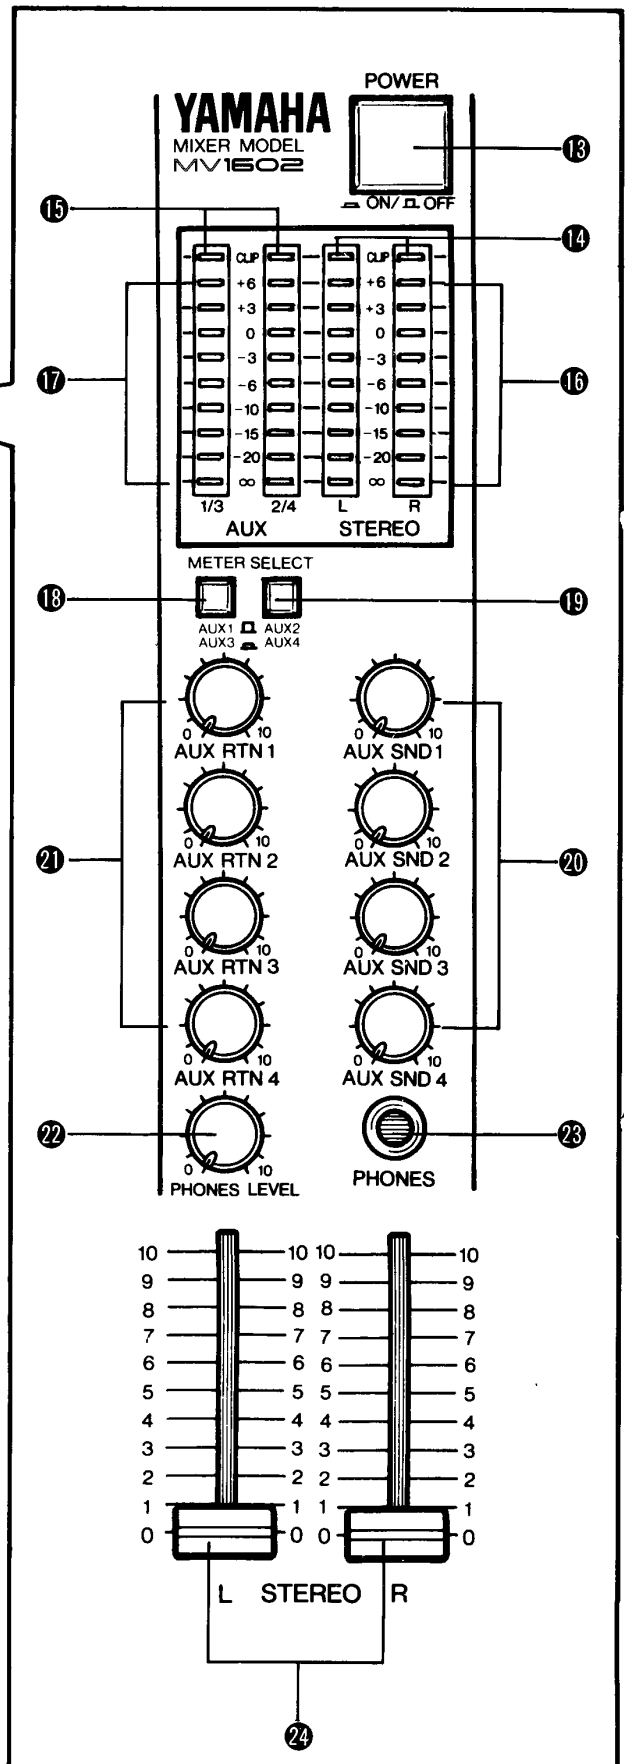 POWER
YAMAHA
MIXER MODEL
MV1602
13
ON/ OFF
15
14
CLIP CLIP
+6 +6
+3 +3
0 0
-3 -3
17 16
-6 -6
-10 -10
-15 -15
-20 -20
∞ ∞
1/3 2/4 L R
AUX STEREO
METER SELECT
18 19
AUX1 AUX2
AUX3 AUX4
0 10 0 10
AUX RTN 1 AUX SND 1
0 10 0 10
AUX RTN 2 AUX SND 2
21 20
0 10 0 10
AUX RTN 3 AUX SND 3
0 10 0 10
AUX RTN 4 AUX SND 4
22 23
0 10
PHONES LEVEL PHONES
10 10 10 10
9 9 9 9
8 8 8 8
7 7 7 7
6 6 6 6
5 5 5 5
4 4 4 4
3 3 3 3
2 2 2 2
1 1 1 1
0 0 0 0
L STEREO R
24